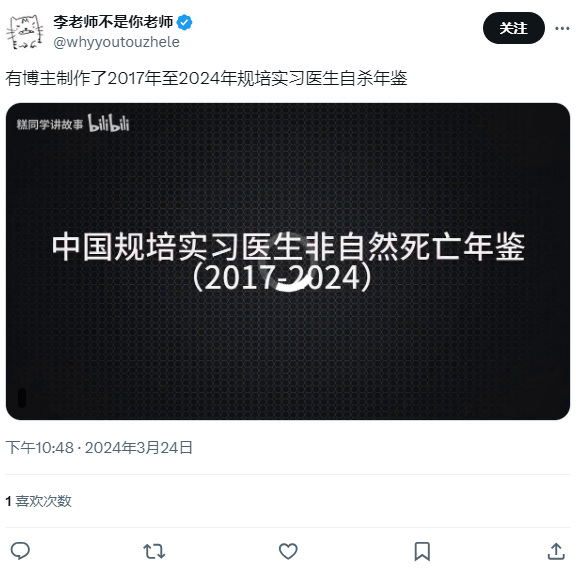 李老师不是你老师
@whyyoutouzhele
关注
有博主制作了2017年至2024年规培实习医生自杀年鉴
糕同学讲故事 bilibili
中国规培实习医生非自然死亡年鉴
（2017-2024）
下午10:48 · 2024年3月24日
1 喜欢次数